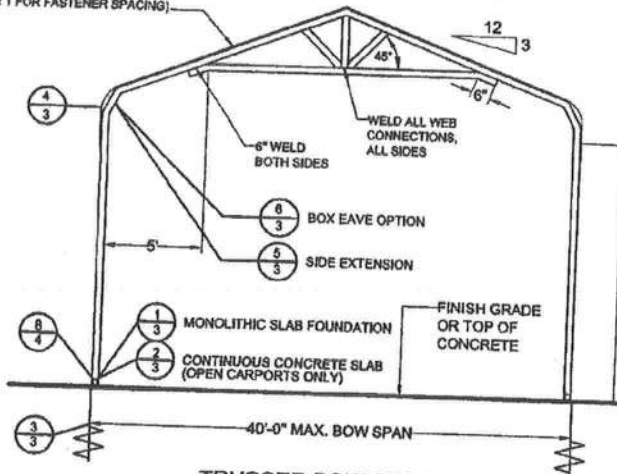 FOR FASTENER SPACING)
12
3
45°
6"
4
3
WELD ALL WEB
CONNECTIONS,
ALL SIDES
6" WELD
BOTH SIDES
6
3
BOX EAVE OPTION
5'
5
3
SIDE EXTENSION
FINISH GRADE
OR TOP OF
CONCRETE
1
3
MONOLITHIC SLAB FOUNDATION
8
4
2
3
CONTINUOUS CONCRETE SLAB
(OPEN CARPORTS ONLY)
3
3
40'-0" MAX. BOW SPAN